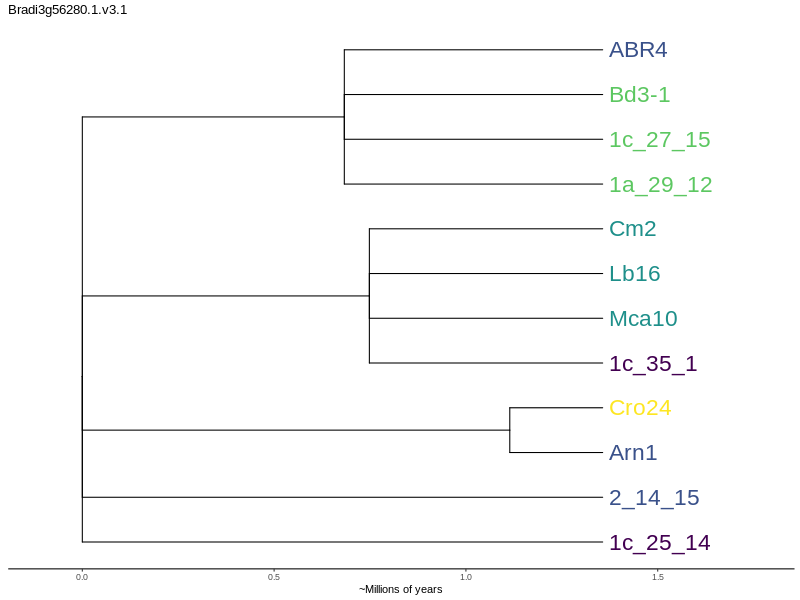 Bradi3g56280.1.v3.1
ABR4
Bd3-1
1c_27_15
1a_29_12
Cm2
Lb16
Mca10
1c_35_1
Cro24
Arn1
2_14_15
1c_25_14
0.0 0.5 1.0 1.5
~Millions of years